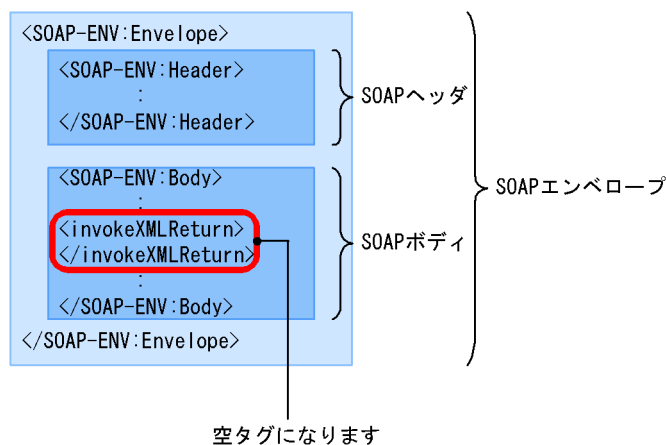 <SOAP-ENV:Envelope>
<SOAP-ENV:Header>
:
</SOAP-ENV:Header>
SOAPヘッダ
<SOAP-ENV:Body>
:
<invokeXMLReturn>
</invokeXMLReturn>
:
</SOAP-ENV:Body>
SOAPボディ
</SOAP-ENV:Envelope>
SOAPエンベロープ
空タグになります